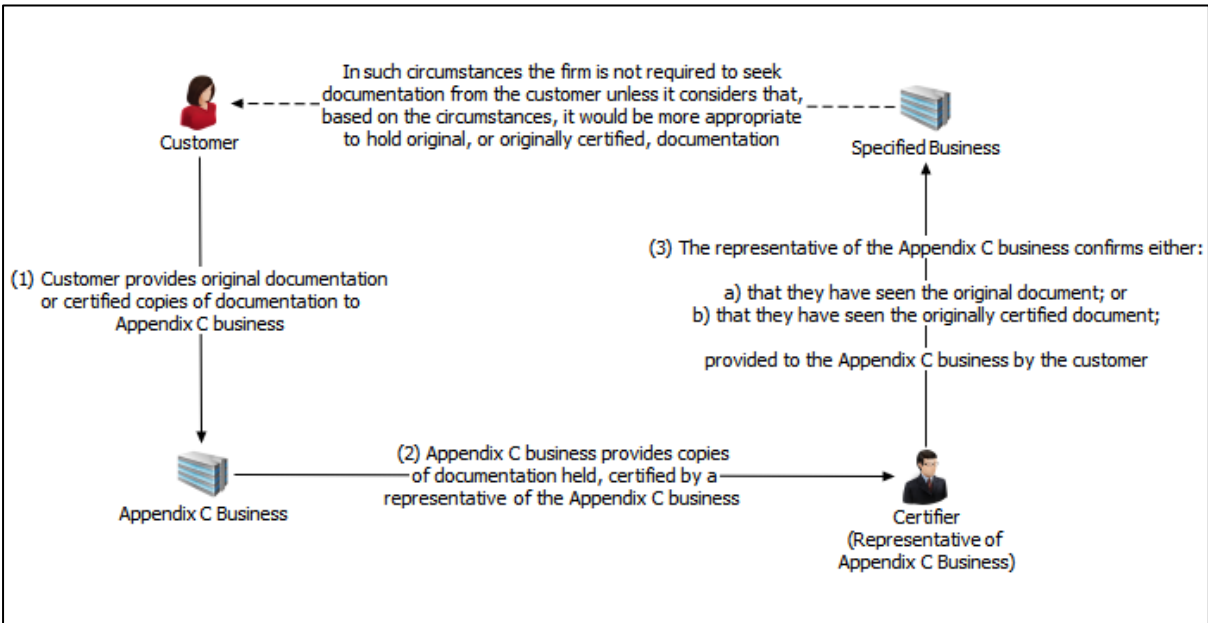 In such circumstances the firm is not required to seek
documentation from the customer unless it considers that,
based on the circumstances, it would be more appropriate
to hold original, or originally certified, documentation
Customer
Specified Business
(1) Customer provides original documentation
or certified copies of documentation to
Appendix C business
(3) The representative of the Appendix C business confirms either:
a) that they have seen the original document; or
b) that they have seen the originally certified document;
provided to the Appendix C business by the customer
(2) Appendix C business provides copies
of documentation held, certified by a
representative of the Appendix C business
Appendix C Business
Certifier
(Representative of
Appendix C Business)